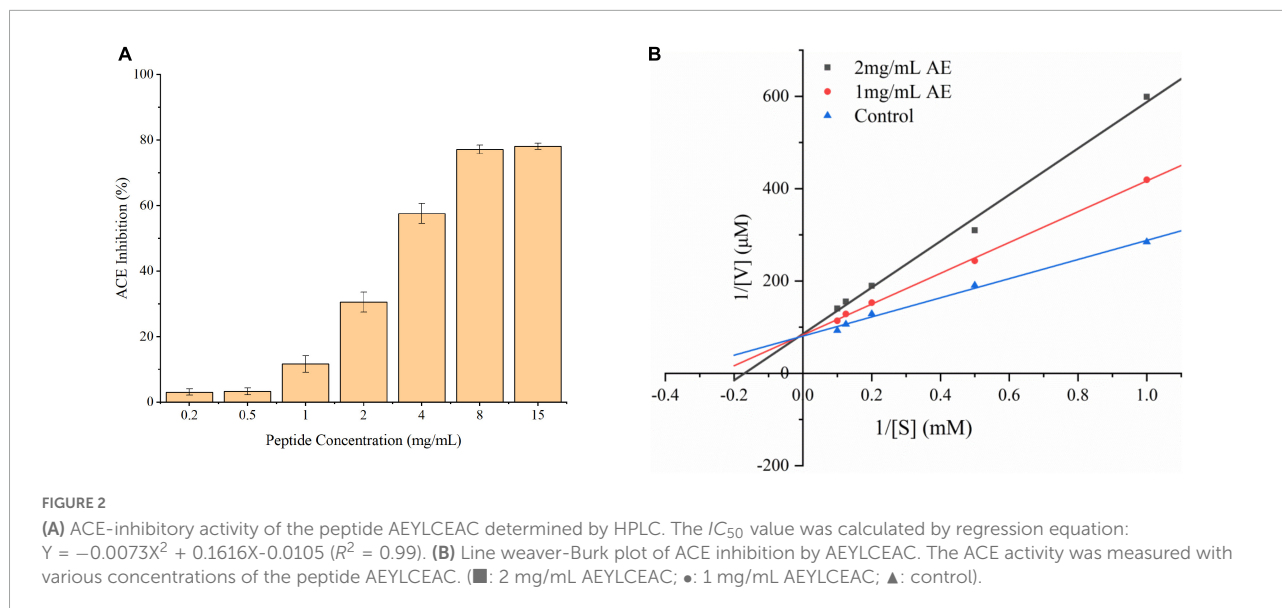 A
100
80
60
40
20
0
ACE Inhibition (%)
0.2 0.5 1 2 4 8 15
Peptide Concentration (mg/mL)
B
2mg/mL AE
1mg/mL AE
Control
600
400
200
0
-200
1/[V] (μM)
-0.4 -0.2 0.0 0.2 0.4 0.6 0.8 1.0
1/[S] (mM)
FIGURE 2
(A) ACE-inhibitory activity of the peptide AEYLCEAC determined by HPLC. The IC50 value was calculated by regression equation:
Y = −0.0073X² + 0.1616X-0.0105 (R² = 0.99). (B) Line weaver-Burk plot of ACE inhibition by AEYLCEAC. The ACE activity was measured with
various concentrations of the peptide AEYLCEAC. (■: 2 mg/mL AEYLCEAC; ●: 1 mg/mL AEYLCEAC; ▲: control).